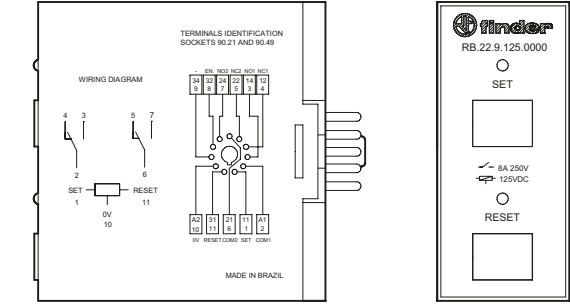 TERMINALS IDENTIFICATION
SOCKETS 90.21 AND 90.49
- EN. NO2 NC2 NO1 NC1
34 32 24 22 14 12
9 8 7 5 3 4
WIRING DIAGRAM
4 3 5 7
2 6
SET RESET
1 11
0V
10
A2 31 21 11 A1
10 11 6 1 2
0V RESET COM2 SET COM1
MADE IN BRAZIL
finder
RB.22.9.125.0000
SET
8A 250V
125VDC
RESET